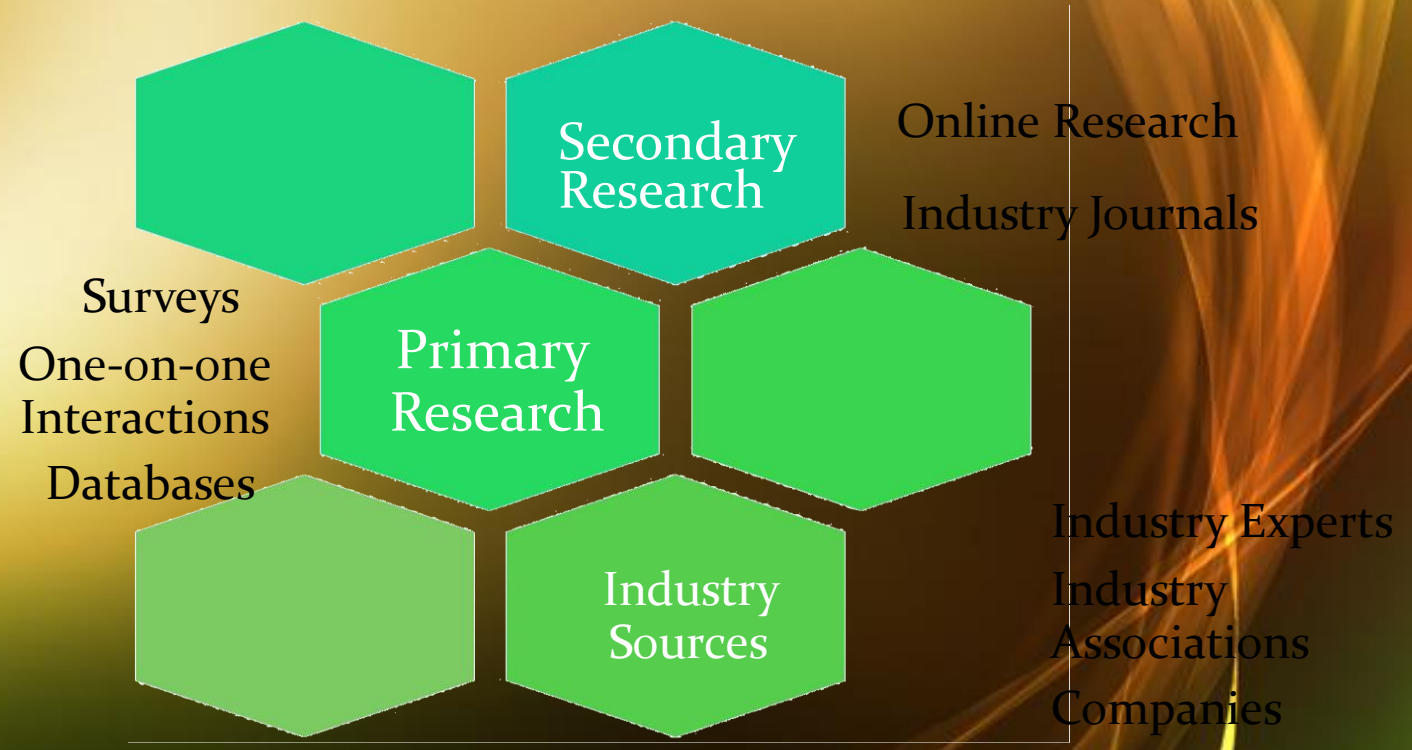 Secondary
Research
Online Research
Industry Journals
Surveys
One-on-one
Interactions
Databases
Primary
Research
Industry
Sources
Industry Experts
Industry
Associations
Companies